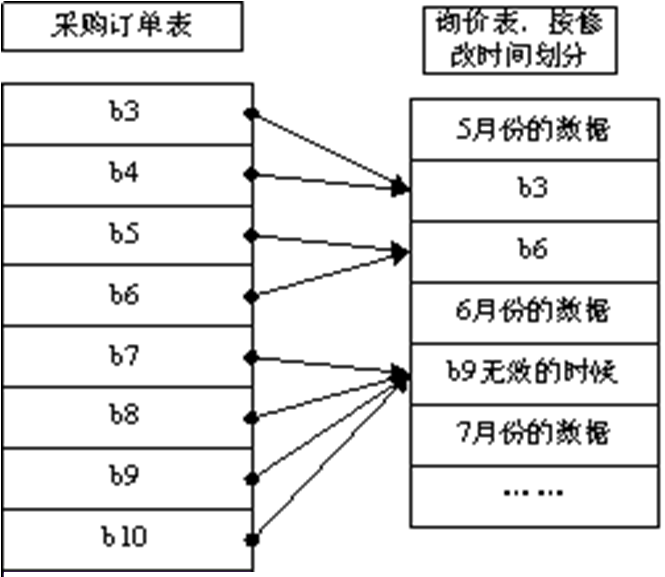 采购订单表
询价表，按修
改时间划分
b3
b4
b5
b6
b7
b8
b9
b10
5月份的数据
b3
b6
6月份的数据
b9无效的时候
7月份的数据
……